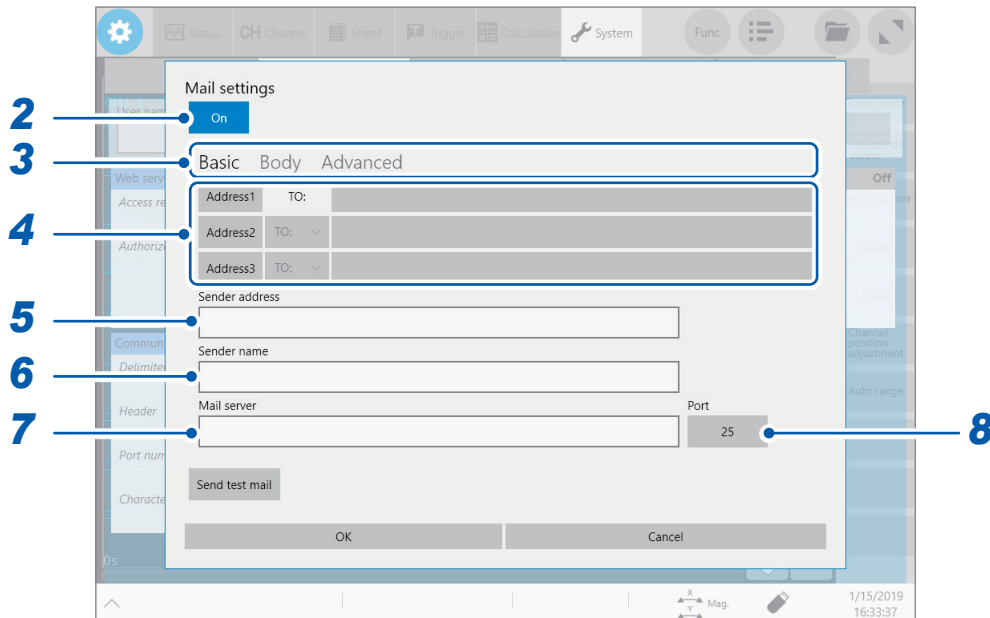 Status CH Channel Sheet Trigger Calculation System Func
Mail settings
2 On
3 Basic Body Advanced
User nam
Web serv Off
Access re
4 Address1 TO:
Address2 TO:
Authoriz
Address3 TO:
Sender address
5
Zoom
Sender name
Channel
position
adjustment
Commun
6
Delimiter
Mail server Port
Auto range
Header
7 25 8
Port num
Send test mail
Characte
OK Cancel
0s
X
Y Mag. 1/15/2019
16:33:37